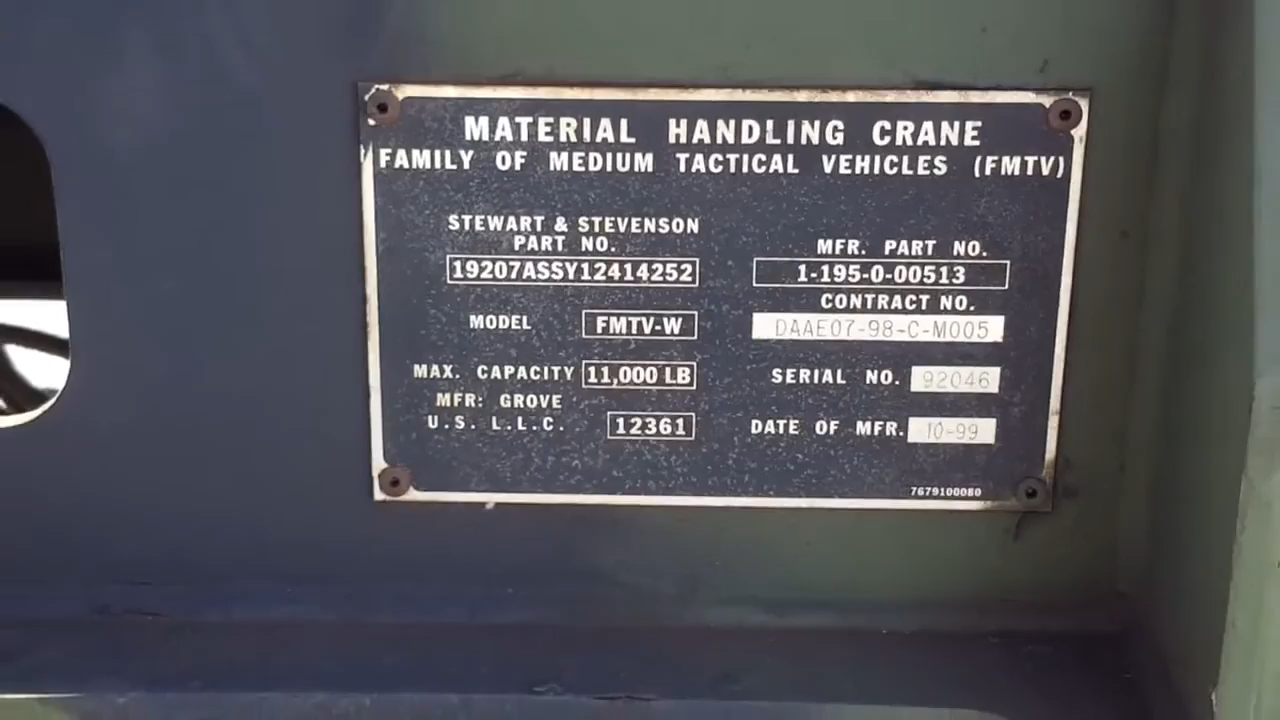 MATERIAL HANDLING CRANE
FAMILY OF MEDIUM TACTICAL VEHICLES (FMTV)
STEWART & STEVENSON
PART NO.
19207ASSY12414252
MFR. PART NO.
1-195-0-00513
CONTRACT NO.
DAAE07-98-C-M005
MODEL FMTV-W
MAX. CAPACITY 11,000 LB
SERIAL NO. 92046
MFR: GROVE
U.S. L.L.C. 12361
DATE OF MFR. 10-99
7679100080